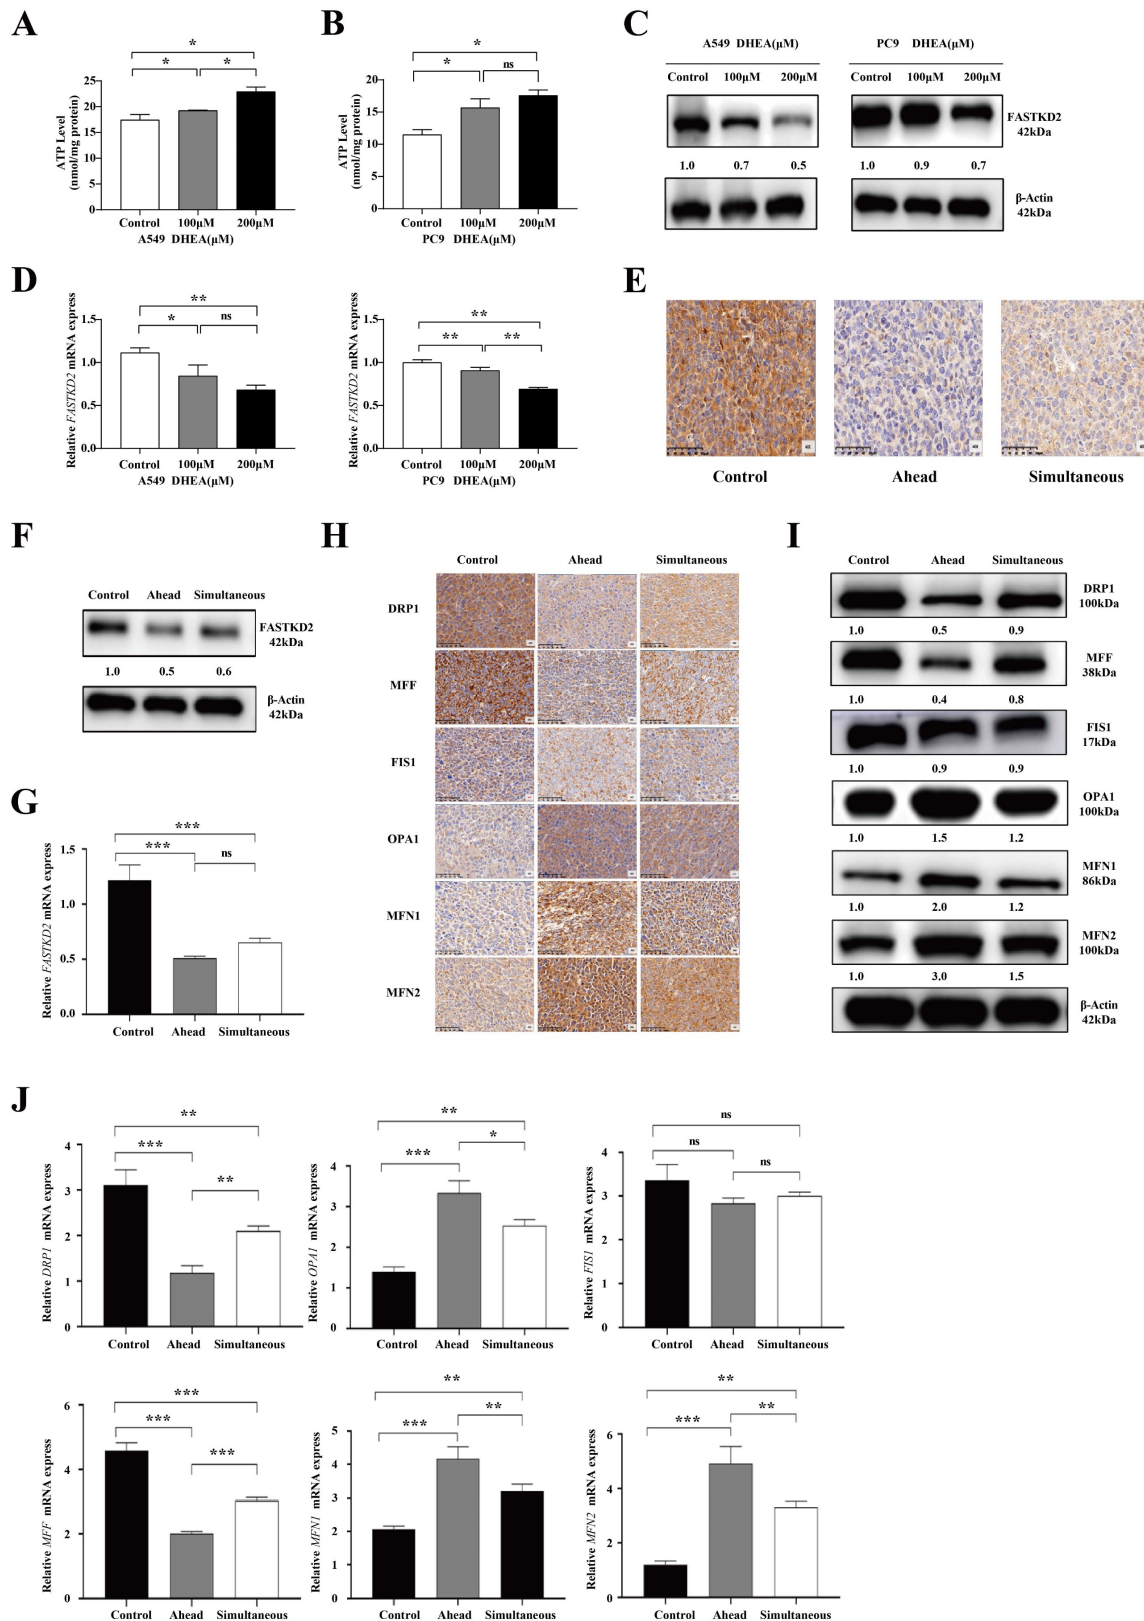 A
*
*
*
ATP Level
(nmol/mg protein)
25
20
15
10
5
0
Control
100μM
200μM
A549 DHEA(μM)
B
*
*
ns
ATP Level
(nmol/mg protein)
20
15
10
5
0
Control
100μM
200μM
PC9 DHEA(μM)
C
A549 DHEA(μM)
PC9 DHEA(μM)
Control 100μM 200μM
Control 100μM 200μM
FASTKD2
42kDa
1.0 0.7 0.5
1.0 0.9 0.7
β-Actin
42kDa
D
**
*
ns
Relative FASTKD2 mRNA express
1.5
1.0
0.5
0.0
Control
100μM
200μM
A549 DHEA(μM)
**
**
**
Relative FASTKD2 mRNA express
1.5
1.0
0.5
0.0
Control
100μM
200μM
PC9 DHEA(μM)
E
Control
Ahead
Simultaneous
F
Control Ahead Simultaneous
FASTKD2
42kDa
1.0 0.5 0.6
β-Actin
42kDa
G
***
***
ns
Relative FASTKD2 mRNA express
1.5
1.0
0.5
0.0
Control
Ahead
Simultaneous
H
Control Ahead Simultaneous
DRP1
MFF
FIS1
OPA1
MFN1
MFN2
I
Control Ahead Simultaneous
DRP1
100kDa
1.0 0.5 0.9
MFF
38kDa
1.0 0.4 0.8
FIS1
17kDa
1.0 0.9 0.9
OPA1
100kDa
1.0 1.5 1.2
MFN1
86kDa
1.0 2.0 1.2
MFN2
100kDa
1.0 3.0 1.5
β-Actin
42kDa
J
**
***
**
Relative DRP1 mRNA express
4
3
2
1
0
Control Ahead Simultaneous
**
*
***
Relative OPA1 mRNA express
4
3
2
1
0
Control Ahead Simultaneous
ns
ns
ns
Relative FIS1 mRNA express
4
3
2
1
0
Control Ahead Simultaneous
***
***
***
Relative MFF mRNA express
6
4
2
0
Control Ahead Simultaneous
**
**
***
Relative MFN1 mRNA express
5
4
3
2
1
0
Control Ahead Simultaneous
**
**
***
Relative MFN2 mRNA express
6
4
2
0
Control Ahead Simultaneous